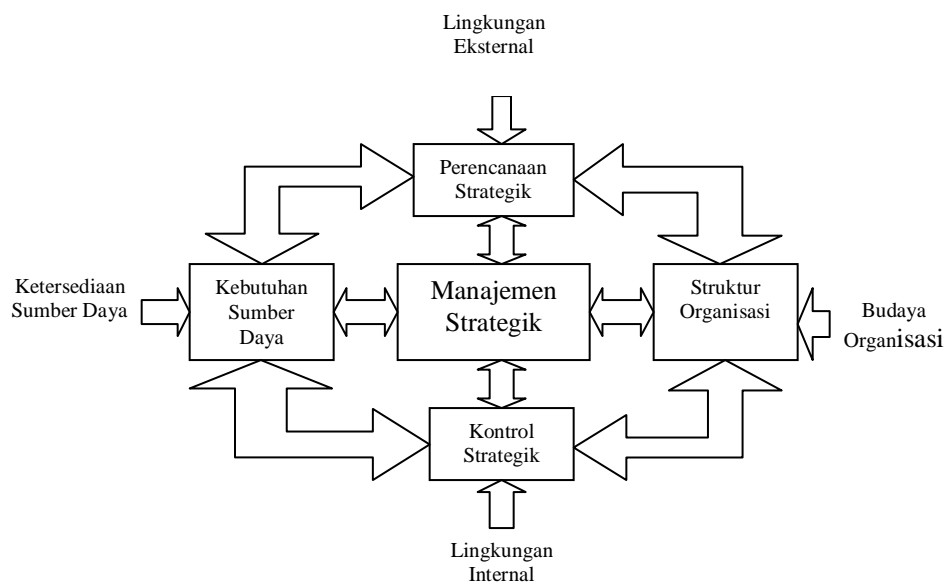 Lingkungan
Eksternal
Perencanaan
Strategik
Ketersediaan
Sumber Daya
Kebutuhan
Sumber
Daya
Manajemen
Strategik
Struktur
Organisasi
Budaya
Organisasi
Kontrol
Strategik
Lingkungan
Internal